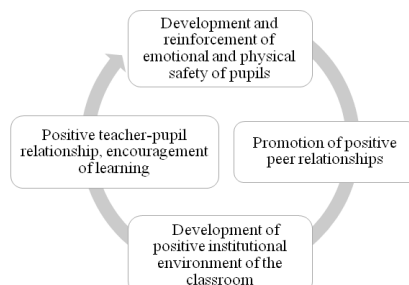 Development and
reinforcement of
emotional and physical
safety of pupils
Promotion of positive
peer relationships
Development of
positive institutional
environment of the
classroom
Positive teacher-pupil
relationship, encouragement
of learning